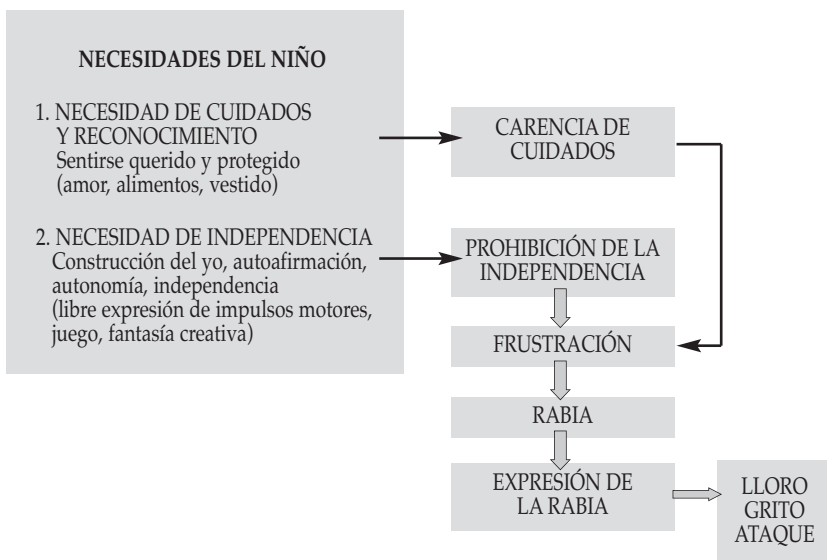 NECESIDADES DEL NIÑO
1. NECESIDAD DE CUIDADOS
Y RECONOCIMIENTO
Sentirse querido y protegido
(amor, alimentos, vestido)
2. NECESIDAD DE INDEPENDENCIA
Construcción del yo, autoafirmación,
autonomía, independencia
(libre expresión de impulsos motores,
juego, fantasía creativa)
CARENCIA DE
CUIDADOS
PROHIBICIÓN DE LA
INDEPENDENCIA
FRUSTRACIÓN
RABIA
EXPRESIÓN DE
LA RABIA
LLORO
GRITO
ATAQUE